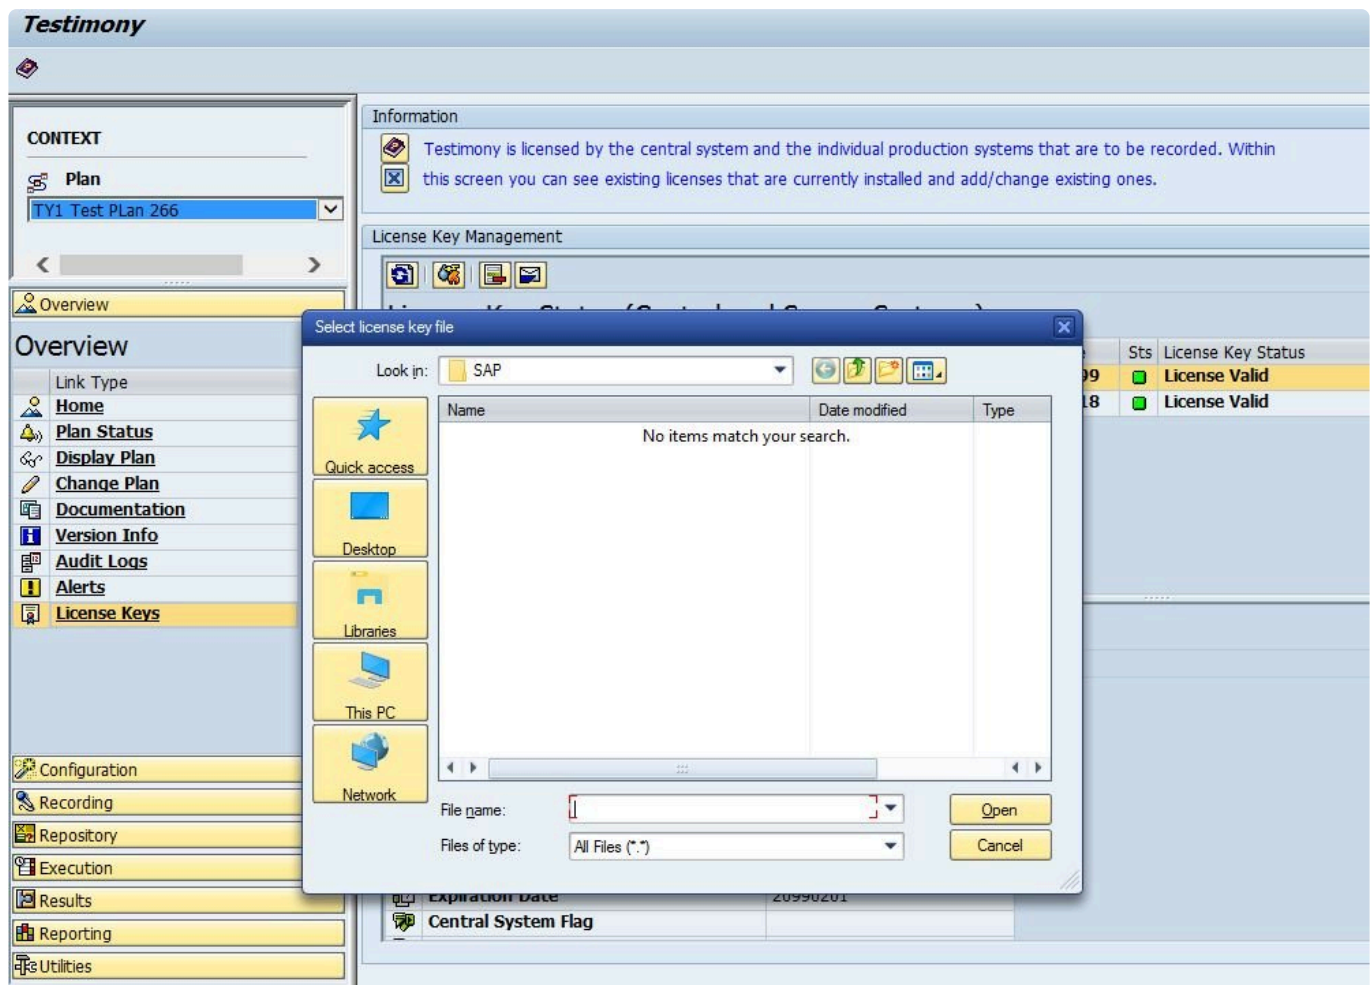 Testimony
CONTEXT
Plan
TY1 Test PLan 266
Overview
Overview
Link Type
Home
Plan Status
Display Plan
Change Plan
Documentation
Version Info
Audit Logs
Alerts
License Keys
Configuration
Recording
Repository
Execution
Results
Reporting
Utilities
Information
Testimony is licensed by the central system and the individual production systems that are to be recorded. Within
this screen you can see existing licenses that are currently installed and add/change existing ones.
License Key Management
Sts License Key Status
99 License Valid
18 License Valid
Select license key file
Look in: SAP
Quick access
Desktop
Libraries
This PC
Network
Name Date modified Type
No items match your search.
File name: Open
Files of type: All Files (*.*) Cancel
Expiration Date 20990201
Central System Flag